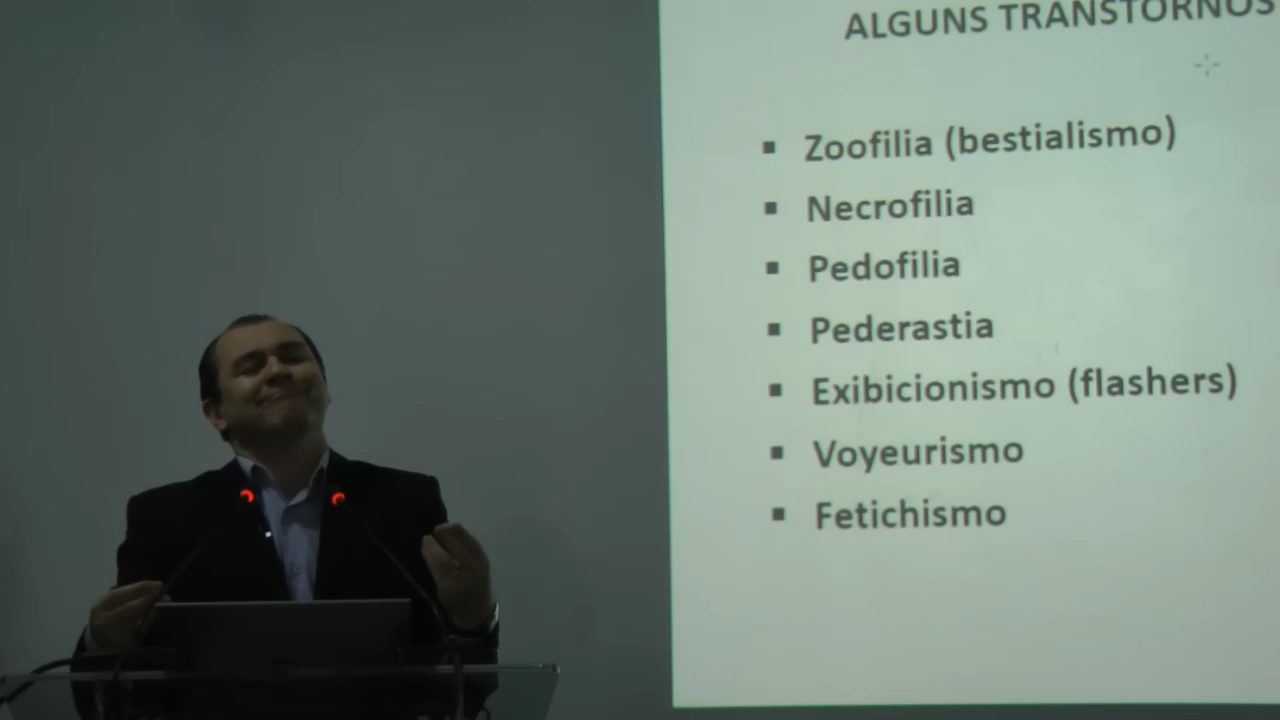 ALGUNS TRANSTORNOS
Zoofilia (bestialismo)
Necrofilia
Pedofilia
Pederastia
Exibicionismo (flashers)
Voyeurismo
Fetichismo